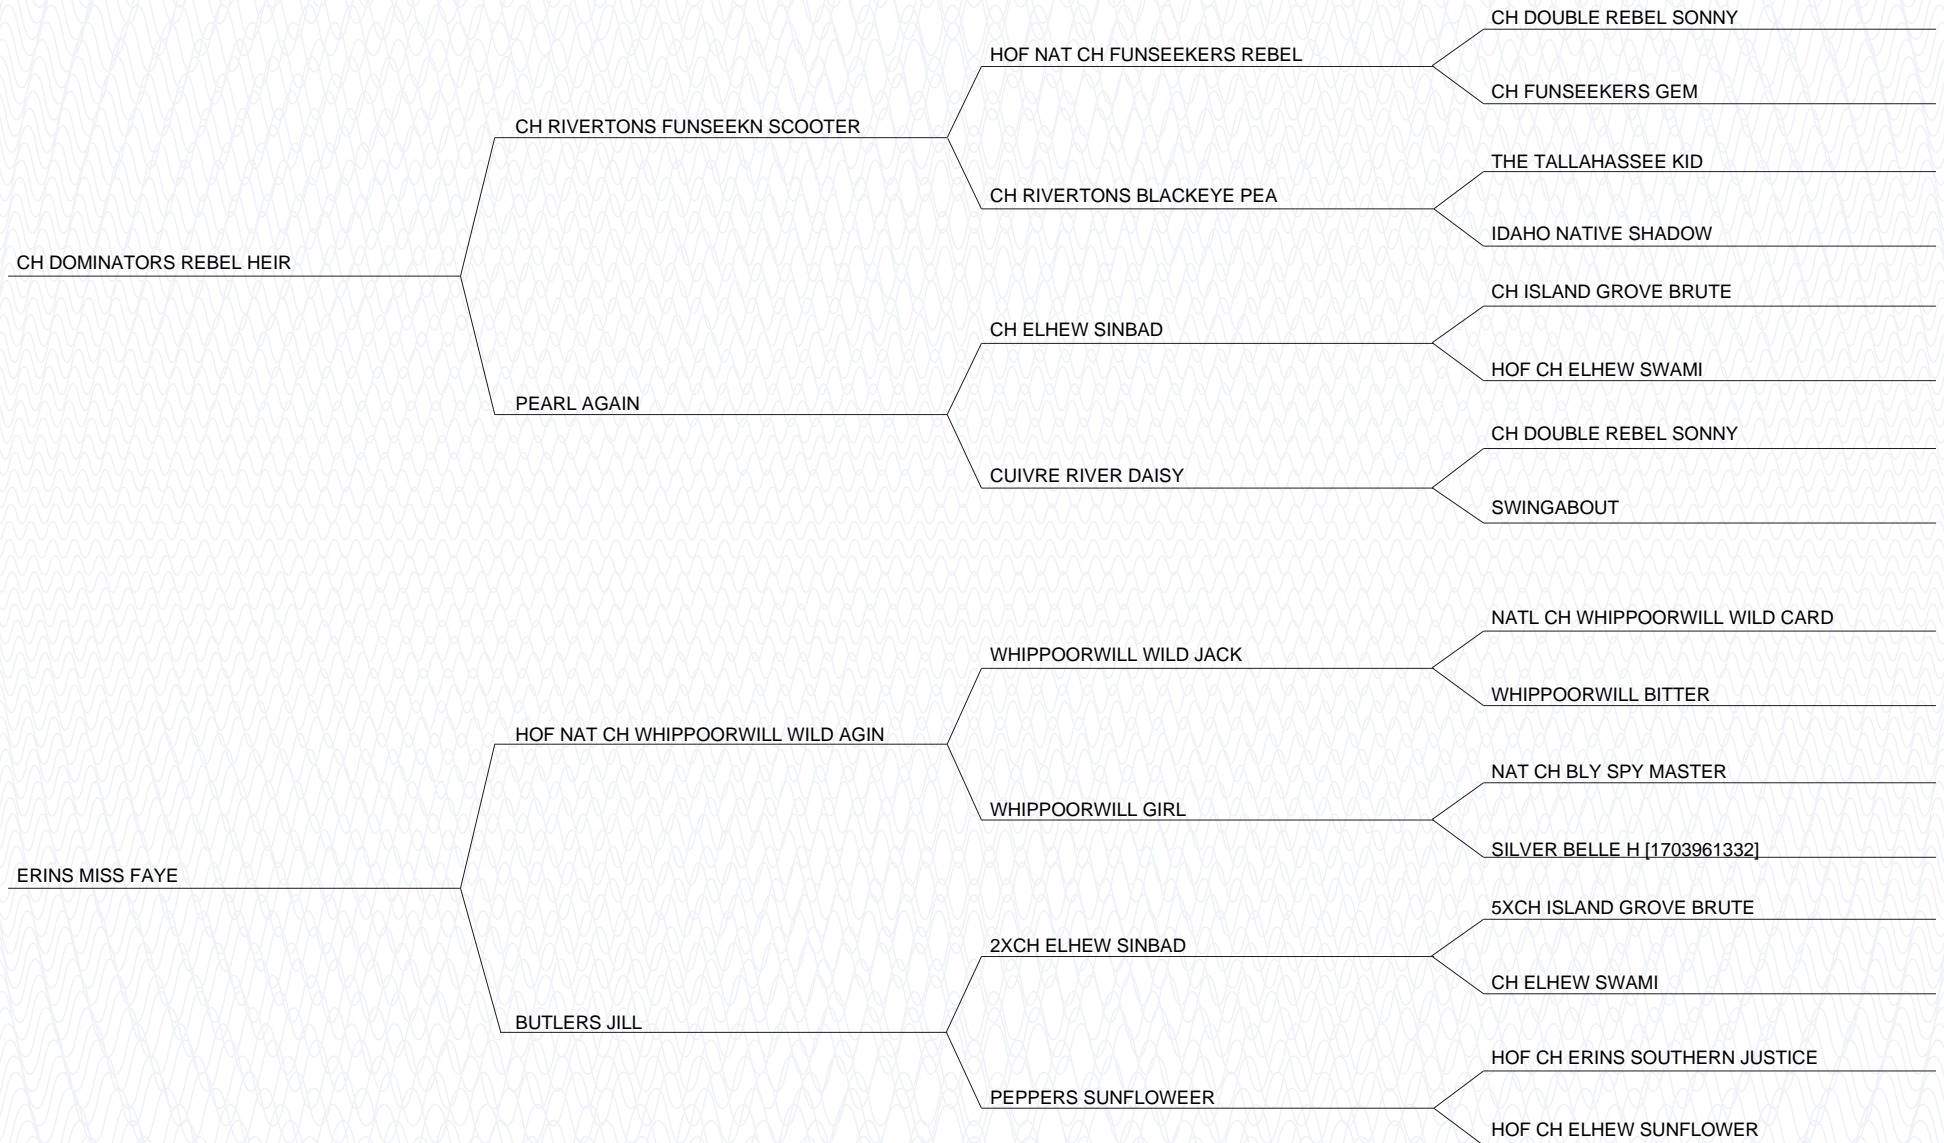 CH DOUBLE REBEL SONNY
HOF NAT CH FUNSEEKERS REBEL
CH FUNSEEKERS GEM
CH RIVERTONS FUNSEEKN SCOOTER
THE TALLAHASSEE KID
CH RIVERTONS BLACKEYE PEA
IDAHO NATIVE SHADOW
CH DOMINATORS REBEL HEIR
CH ISLAND GROVE BRUTE
CH ELHEW SINBAD
HOF CH ELHEW SWAMI
PEARL AGAIN
CH DOUBLE REBEL SONNY
CUIVRE RIVER DAISY
SWINGABOUT
NATL CH WHIPPOORWILL WILD CARD
WHIPPOORWILL WILD JACK
WHIPPOORWILL BITTER
HOF NAT CH WHIPPOORWILL WILD AGIN
NAT CH BLY SPY MASTER
WHIPPOORWILL GIRL
SILVER BELLE H [1703961332]
ERINS MISS FAYE
5XCH ISLAND GROVE BRUTE
2XCH ELHEW SINBAD
CH ELHEW SWAMI
BUTLERS JILL
HOF CH ERINS SOUTHERN JUSTICE
PEPPERS SUNFLOWEER
HOF CH ELHEW SUNFLOWER